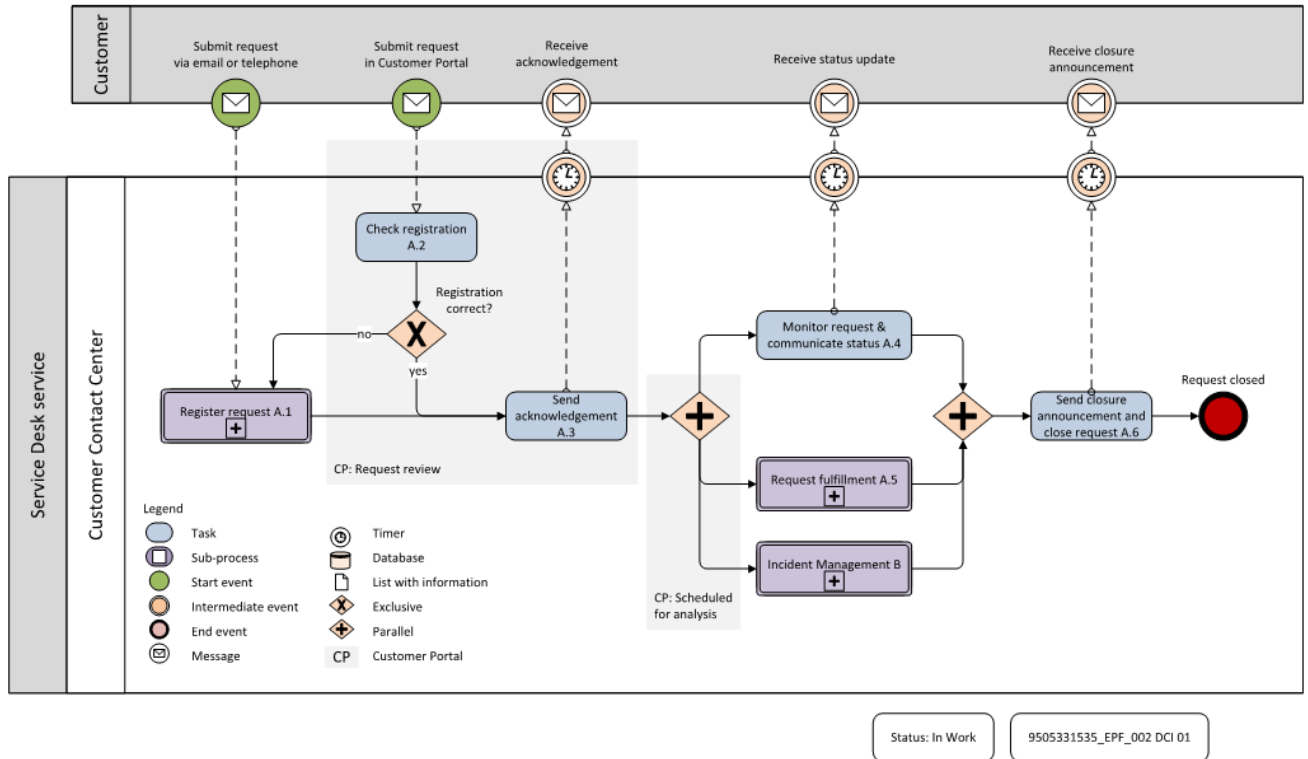 Customer
Submit request
via email or telephone
Submit request
in Customer Portal
Receive
acknowledgement
Receive status update
Receive closure
announcement
Service Desk service
Customer Contact Center
Check registration
A.2
Registration
correct?
X
no
yes
Register request A.1
Send
acknowledgement
A.3
CP: Request review
Monitor request &
communicate status A.4
Request fulfillment A.5
Incident Management B
CP: Scheduled
for analysis
Send closure
announcement and
close request A.6
Request closed
Legend
Task
Sub-process
Start event
Intermediate event
End event
Message
Timer
Database
List with information
X Exclusive
Parallel
CP Customer Portal
Status: In Work
9505331535_EPF_002 DCI 01